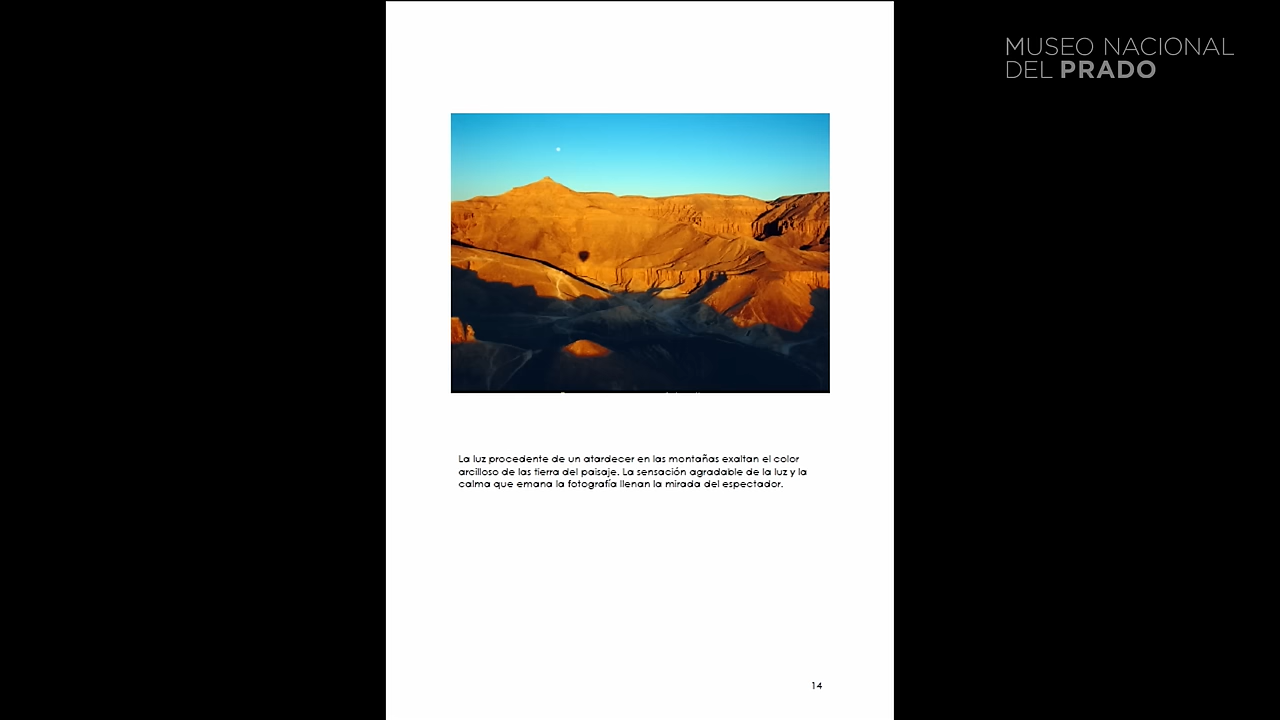 MUSEO NACIONAL
DEL PRADO
La luz procedente de un atardecer en las montañas exaltan el color
arcilloso de las tierra del paisaje. La sensación agradable de la luz y la
calma que emana la fotografía llenan la mirada del espectador.
14